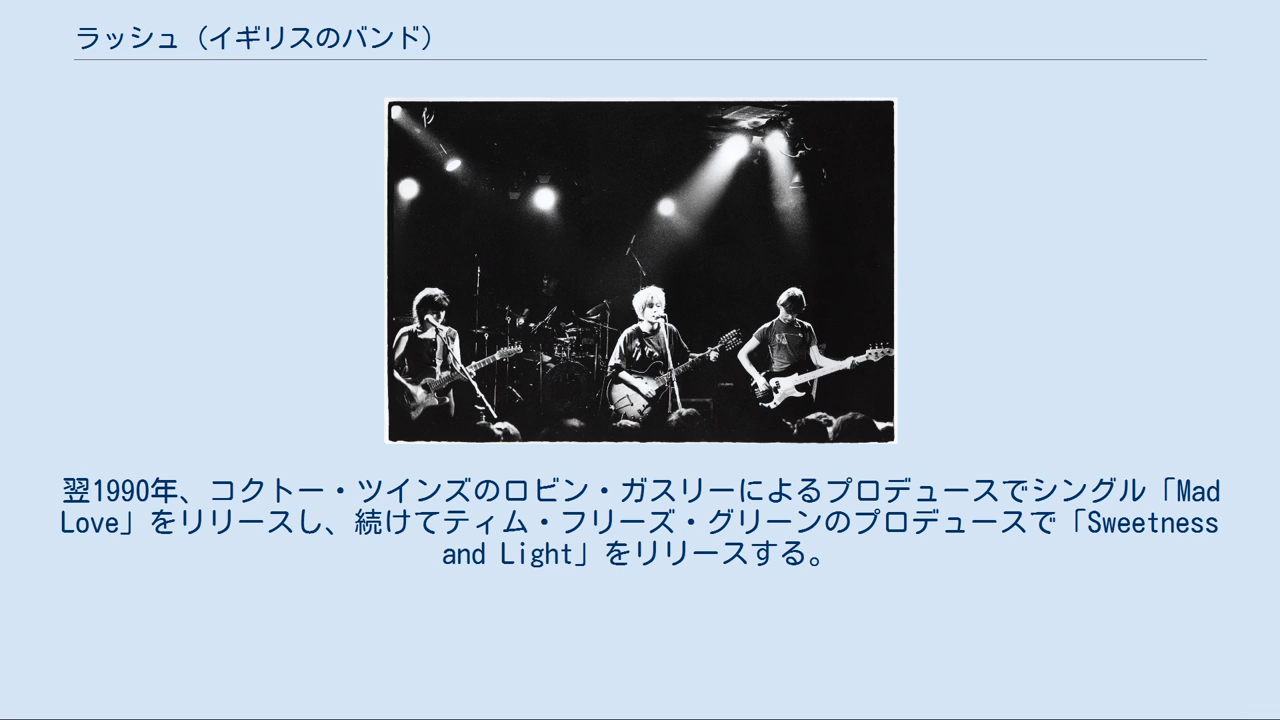 ラッシュ（イギリスのバンド）
翌1990年、コクトー・ツインズのロビン・ガスリーによるプロデュースでシングル「Mad
Love」をリリースし、続けてティム・フリーズ・グリーンのプロデュースで「Sweetness
and Light」をリリースする。